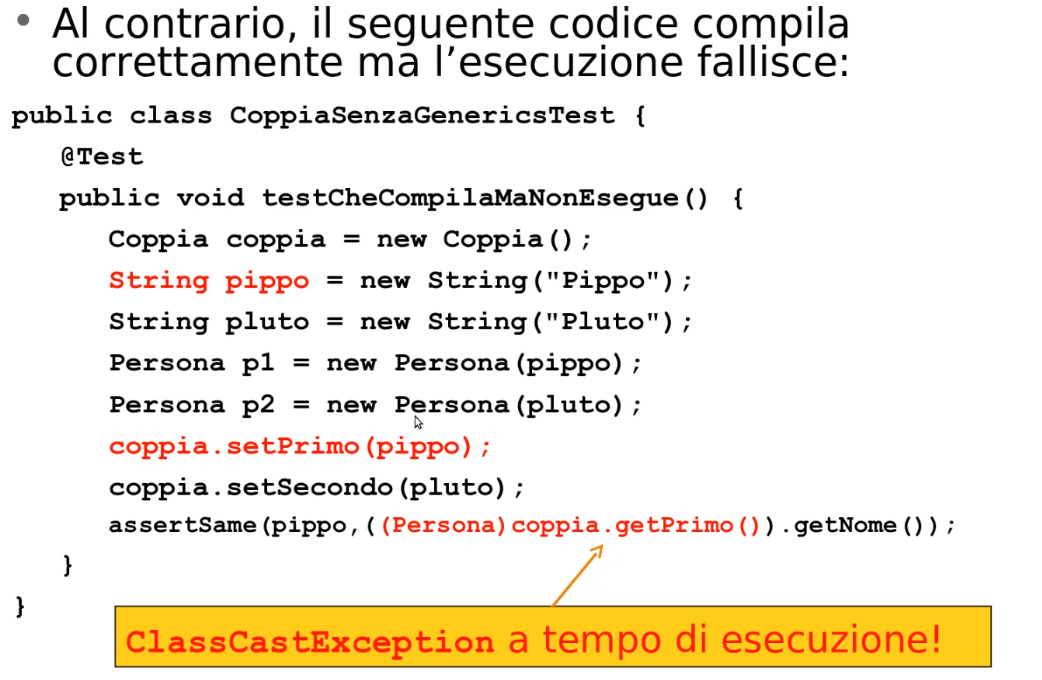 • Al contrario, il seguente codice compila
correttamente ma l'esecuzione fallisce:
public class CoppiaSenzaGenericsTest {
@Test
public void testCheCompilaMaNonEsegue() {
Coppia coppia = new Coppia();
String pippo = new String("Pippo");
String pluto = new String("Pluto");
Persona p1 = new Persona(pippo);
Persona p2 = new Persona(pluto);
coppia.setPrimo(pippo);
coppia.setSecondo(pluto);
assertSame(pippo,((Persona)coppia.getPrimo()).getNome());
}
}
ClassCastException a tempo di esecuzione!